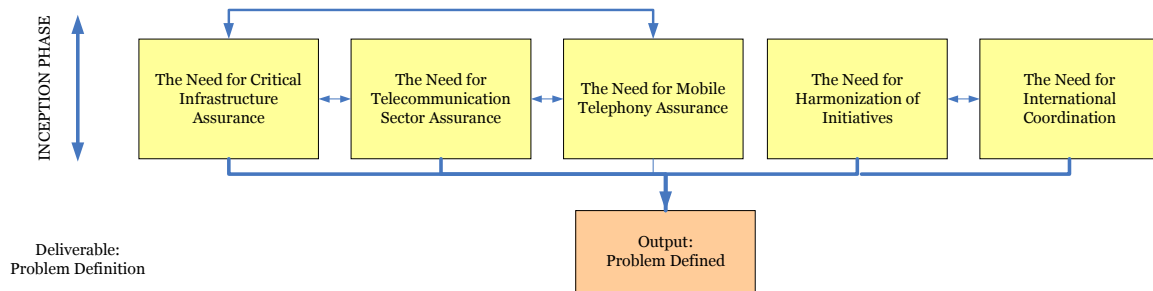 INCEPTION PHASE
The Need for Critical
Infrastructure
Assurance
The Need for
Telecommunication
Sector Assurance
The Need for Mobile
Telephony Assurance
The Need for
Harmonization of
Initiatives
The Need for
International
Coordination
Deliverable:
Problem Definition
Output:
Problem Defined